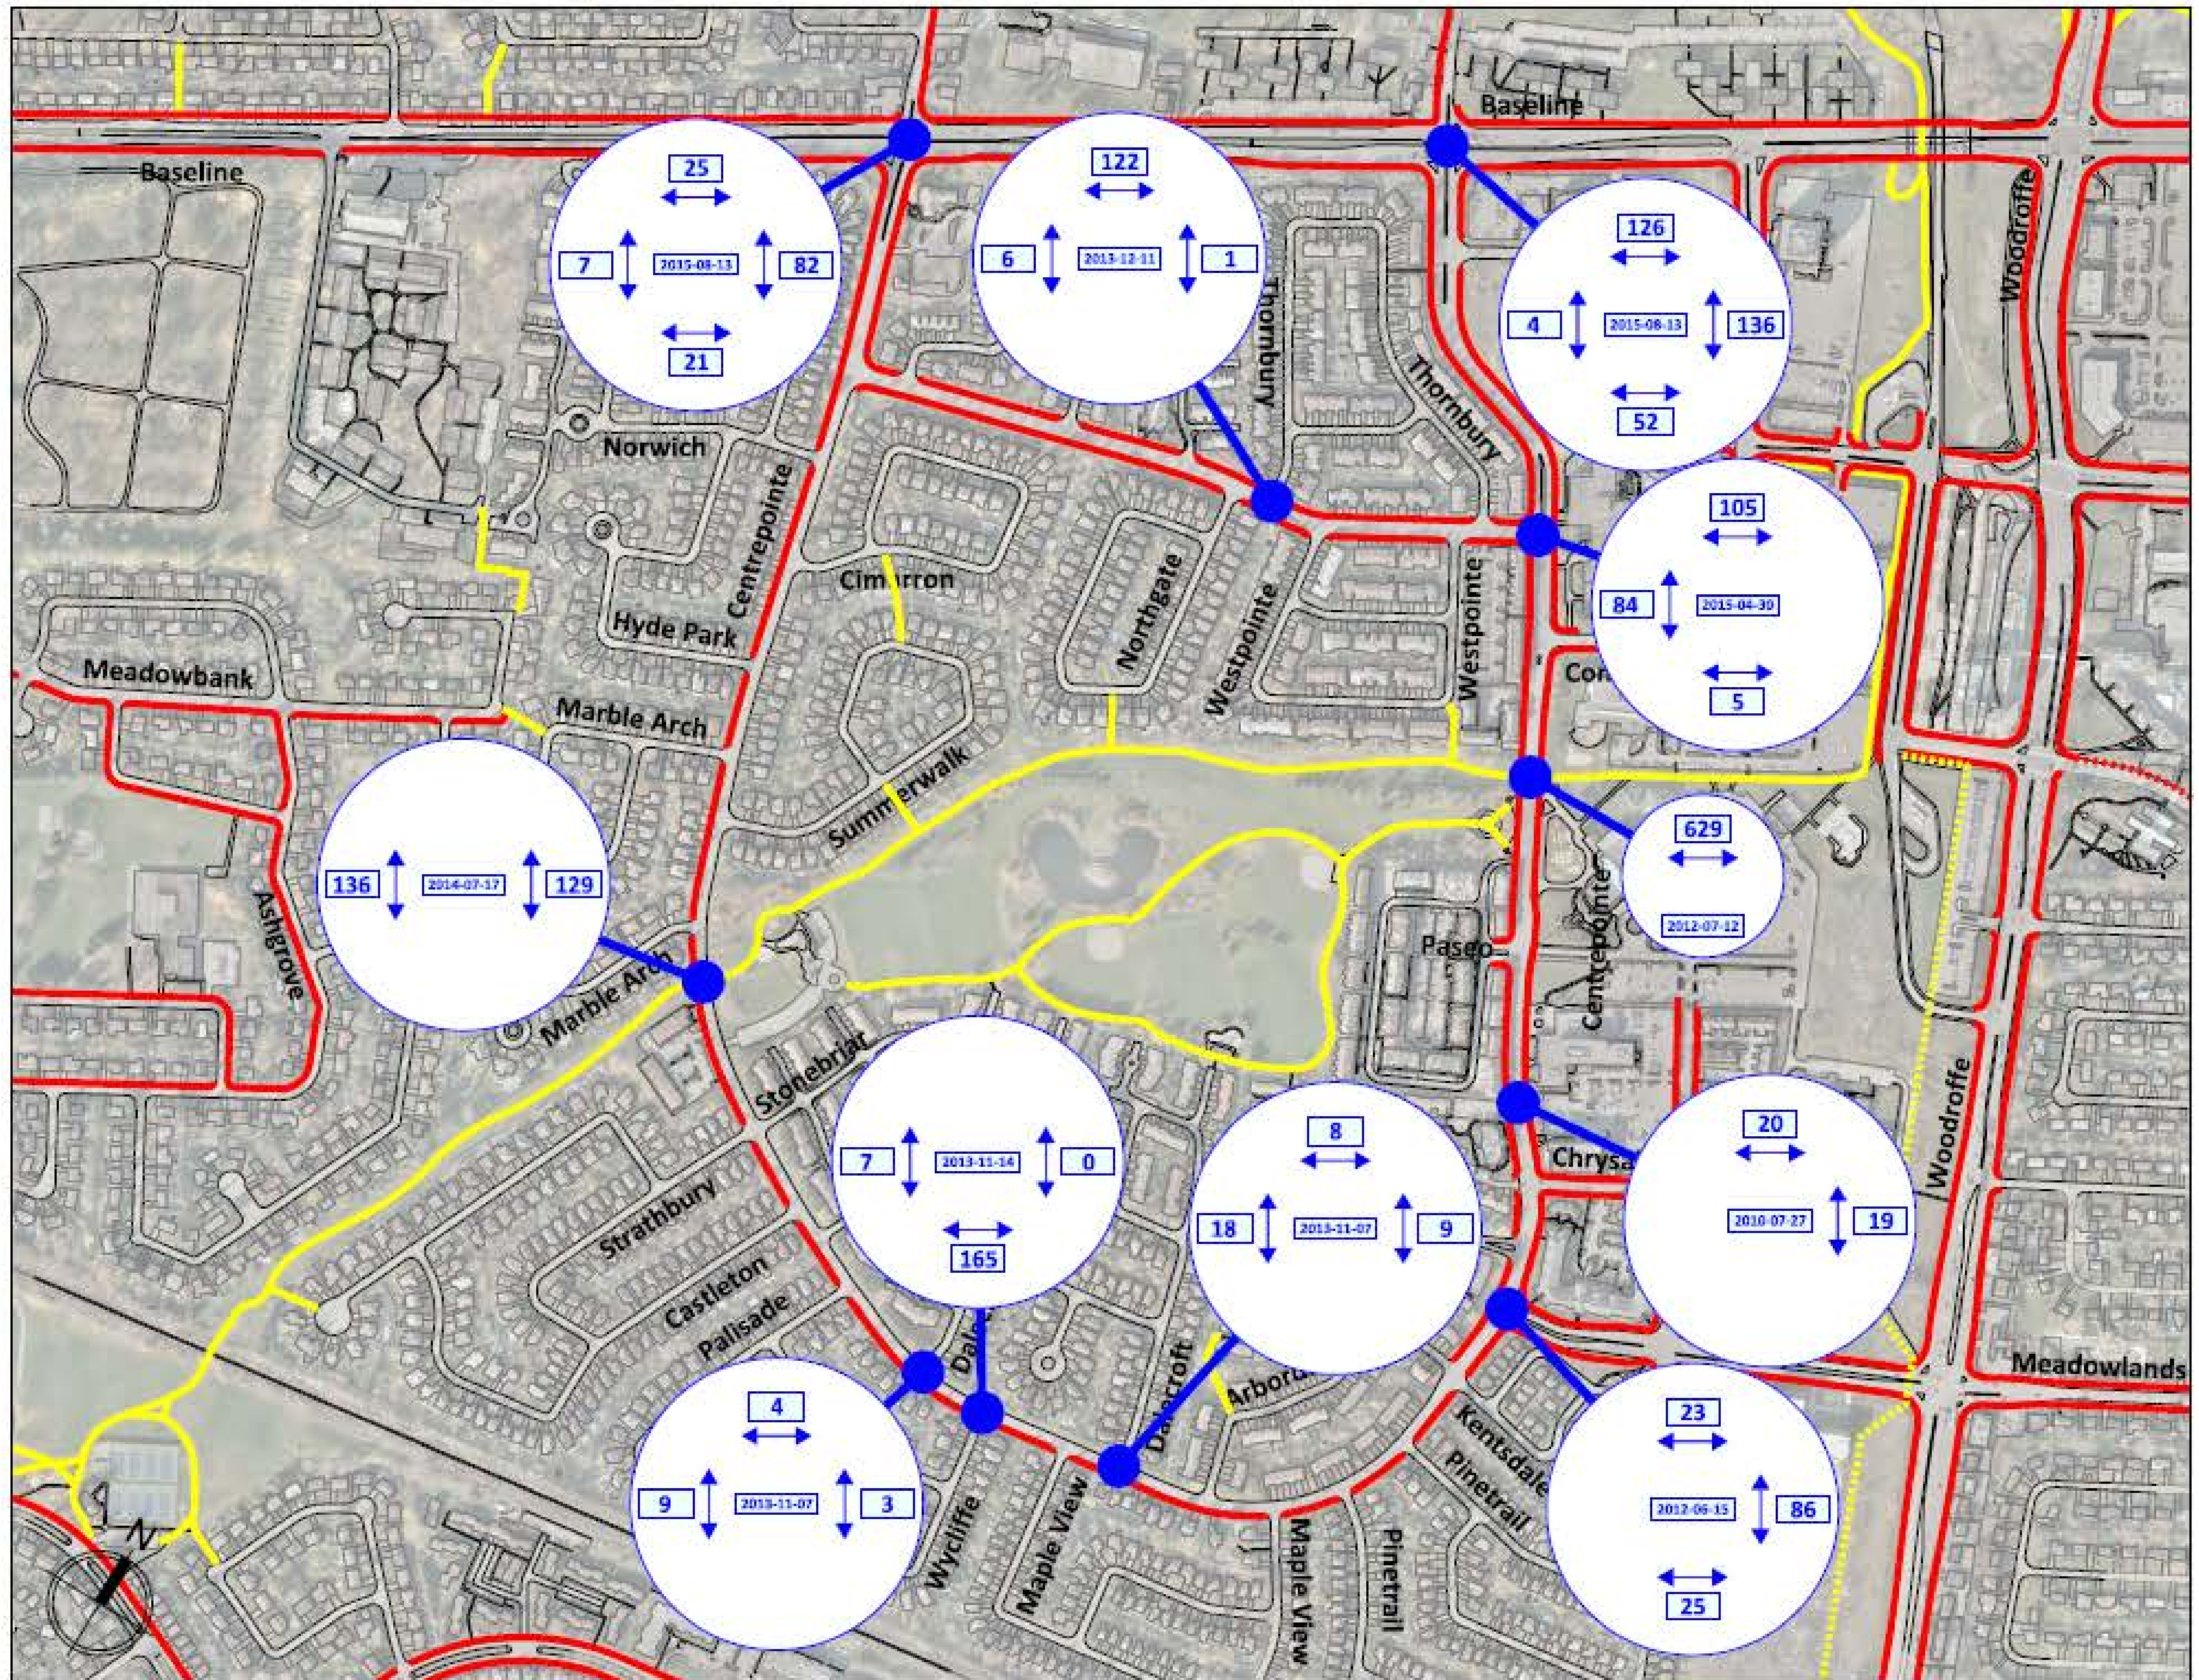 Baseline
Baseline
Woodroffe
25
7
2015-08-13
82
21
122
6
2013-12-11
1
126
4
2015-08-13
136
52
Thornbury
Thornbury
Norwich
Centrepointe
Cimarron
Hyde Park
Northgate
Westpointe
Westpointe
105
84
2015-04-30
5
Meadowbank
Marble Arch
Summerwalk
629
2012-07-12
136
2014-07-17
129
Ashgrove
Marble Arch
Centrepointe
Paseo
Stonebriar
7
2013-11-14
0
165
8
18
2013-11-07
9
Chrysa
20
2010-07-27
19
Woodroffe
Strathbury
Castleton
Palisade
Meadowlands
4
9
2013-11-07
3
Kentsdale
Pinetrail
23
2012-06-15
86
25
Wycliffe
Maple View
Maple View
Pinetrail
N